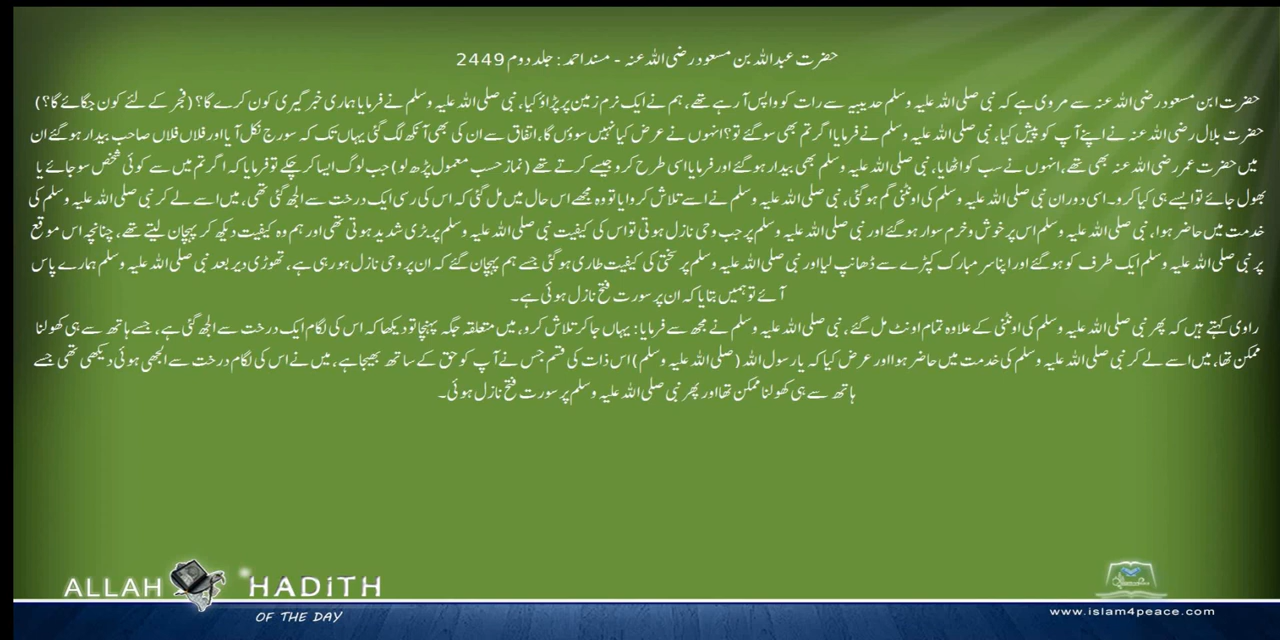 حضرت عبداللہ بن مسعود رضی اللہ عنہ - مسند احمد: جلد دوم 2449
حضرت ابن مسعود رضی اللہ عنہ سے مروی ہے کہ نبی صلی اللہ علیہ وسلم حدیبیہ سے رات کو واپس آ رہے تھے، ہم نے ایک نرم زمین پر پڑاؤ کیا، نبی صلی اللہ علیہ وسلم نے فرمایا ہماری خبر گیری کون کرے گا؟ (فجر کے لئے کون جگائے گا؟)
حضرت بلال رضی اللہ عنہ نے اپنے آپ کو پیش کیا، نبی صلی اللہ علیہ وسلم نے فرمایا اگر تم بھی سو گئے تو؟ انہوں نے عرض کیا نہیں سوؤں گا، اتفاق سے ان کی بھی آنکھ لگ گئی یہاں تک کہ سورج نکل آیا اور فلاں فلاں صاحب بیدار ہو گئے ان
میں حضرت عمر رضی اللہ عنہ بھی تھے، انہوں نے سب کو اٹھایا، نبی صلی اللہ علیہ وسلم بھی بیدار ہو گئے اور فرمایا اسی طرح کرو جیسے کرتے تھے (نماز حسب معمول پڑھ لو) جب لوگ ایسا کر چکے تو فرمایا کہ اگر تم میں سے کوئی شخص سو جائے یا
بھول جائے تو ایسے ہی کیا کرو۔ اسی دوران نبی صلی اللہ علیہ وسلم کی اونٹنی گم ہو گئی، نبی صلی اللہ علیہ وسلم نے اسے تلاش کروایا تو وہ مجھے اس حال میں مل گئی کہ اس کی رسی ایک درخت سے الجھ گئی تھی، میں اسے لے کر نبی صلی اللہ علیہ وسلم کی
خدمت میں حاضر ہوا، نبی صلی اللہ علیہ وسلم اس پر خوش و خرم سوار ہو گئے اور نبی صلی اللہ علیہ وسلم پر جب وحی نازل ہوتی تو اس کی کیفیت نبی صلی اللہ علیہ وسلم پر بڑی شدید ہوتی تھی اور ہم وہ کیفیت دیکھ کر پہچان لیتے تھے، چنانچہ اس موقع
پر نبی صلی اللہ علیہ وسلم ایک طرف کو ہو گئے اور اپنا سر مبارک کپڑے سے ڈھانپ لیا اور نبی صلی اللہ علیہ وسلم پر سختی کی کیفیت طاری ہو گئی جسے ہم پہچان گئے کہ ان پر وحی نازل ہو رہی ہے، تھوڑی دیر بعد نبی صلی اللہ علیہ وسلم ہمارے پاس
آئے تو ہمیں بتایا کہ ان پر سورت فتح نازل ہوئی ہے۔
راوی کہتے ہیں کہ پھر نبی صلی اللہ علیہ وسلم کی اونٹنی کے علاوہ تمام اونٹ مل گئے، نبی صلی اللہ علیہ وسلم نے مجھ سے فرمایا: یہاں جا کر تلاش کرو، میں متعلقہ جگہ پہنچا تو دیکھا کہ اس کی لگام ایک درخت سے الجھ گئی ہے، جسے ہاتھ سے ہی کھولنا
ممکن تھا، میں اسے لے کر نبی صلی اللہ علیہ وسلم کی خدمت میں حاضر ہوا اور عرض کیا کہ یا رسول اللہ (صلی اللہ علیہ وسلم) اس ذات کی قسم جس نے آپ کو حق کے ساتھ بھیجا ہے، میں نے اس کی لگام درخت سے الجھی ہوئی دیکھی تھی جسے
ہاتھ سے ہی کھولنا ممکن تھا اور پھر نبی صلی اللہ علیہ وسلم پر سورت فتح نازل ہوئی۔
ALLAH HADITH
OF THE DAY
www.islam4peace.com